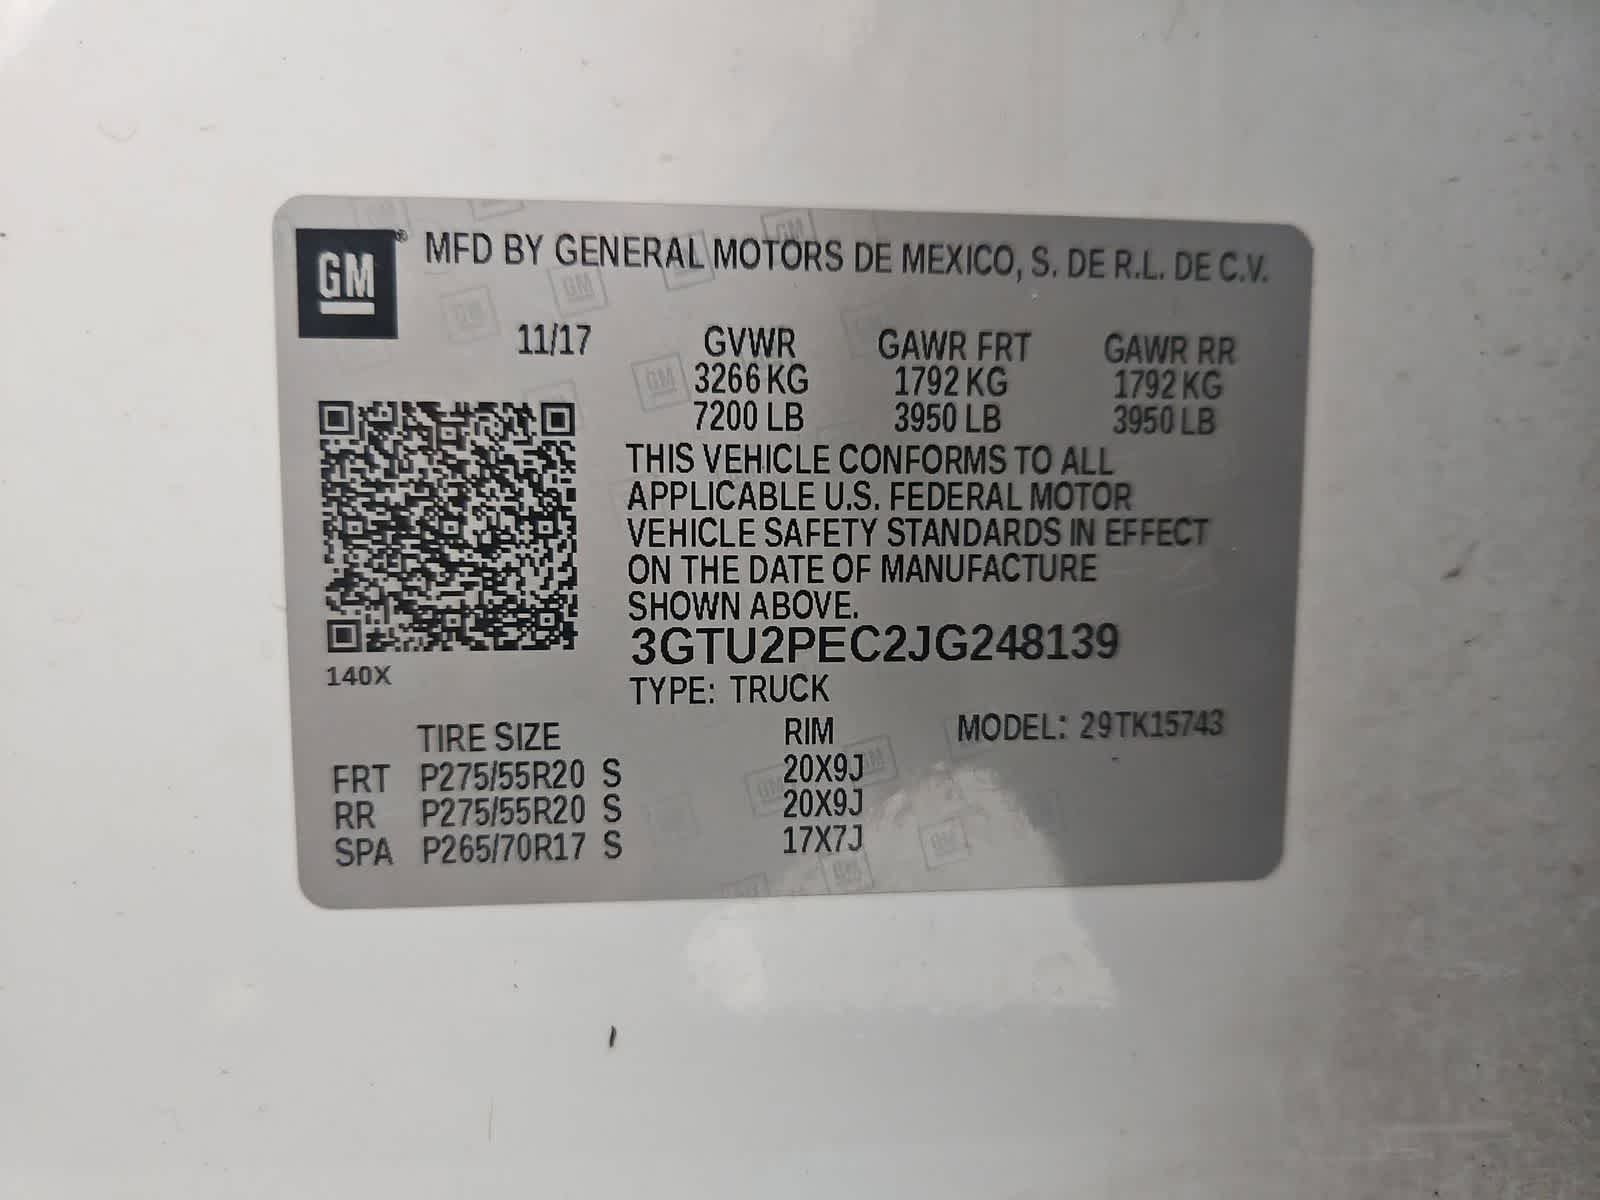 GM® MFD BY GENERAL MOTORS DE MEXICO, S. DE R.L. DE C.V.
11/17 GVWR GAWR FRT GAWR RR
3266 KG 1792 KG 1792 KG
7200 LB 3950 LB 3950 LB
THIS VEHICLE CONFORMS TO ALL
APPLICABLE U.S. FEDERAL MOTOR
VEHICLE SAFETY STANDARDS IN EFFECT
ON THE DATE OF MANUFACTURE
SHOWN ABOVE.
3GTU2PEC2JG248139
140X
TYPE: TRUCK
TIRE SIZE RIM MODEL: 29TK15743
FRT P275/55R20 S 20X9J
RR P275/55R20 S 20X9J
SPA P265/70R17 S 17X7J